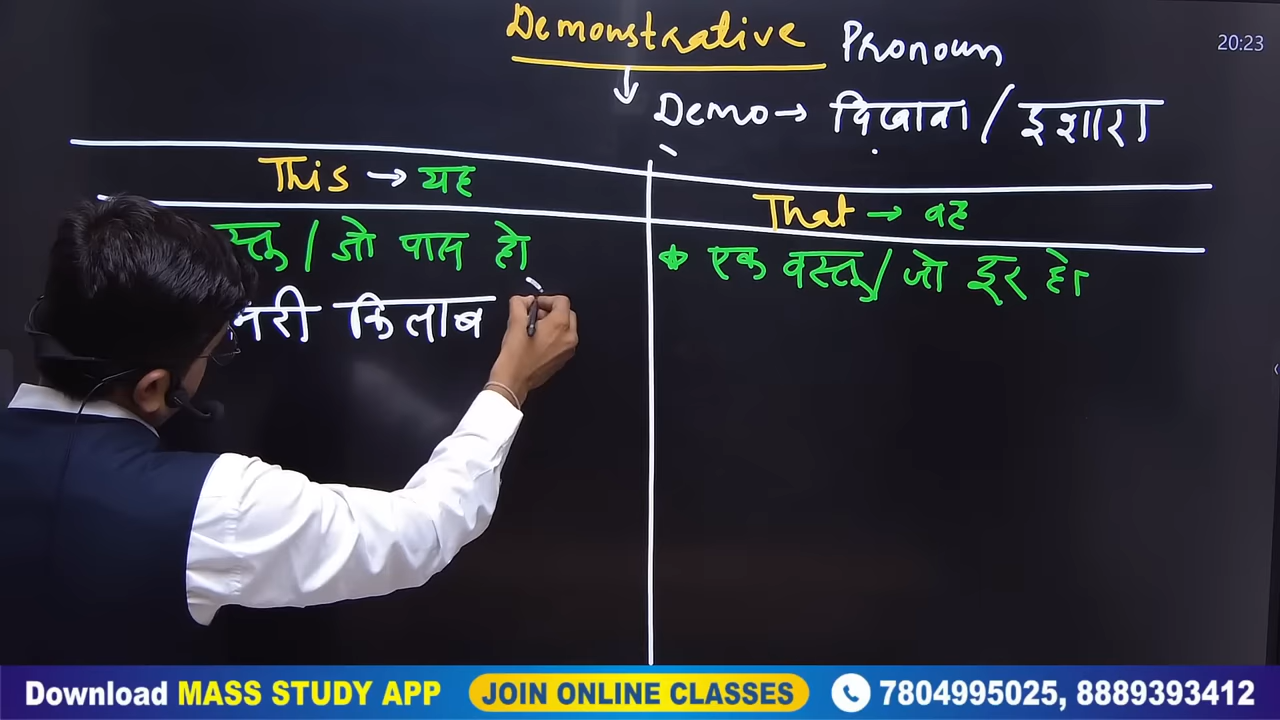 Demonstrative Pronoun
20:23
Demo → दिखावा / इशारा
This → यह
That → वह
वस्तु / जो पास हो
* एक वस्तु / जो दूर हो
किताब
Download MASS STUDY APP JOIN ONLINE CLASSES 7804995025, 8889393412